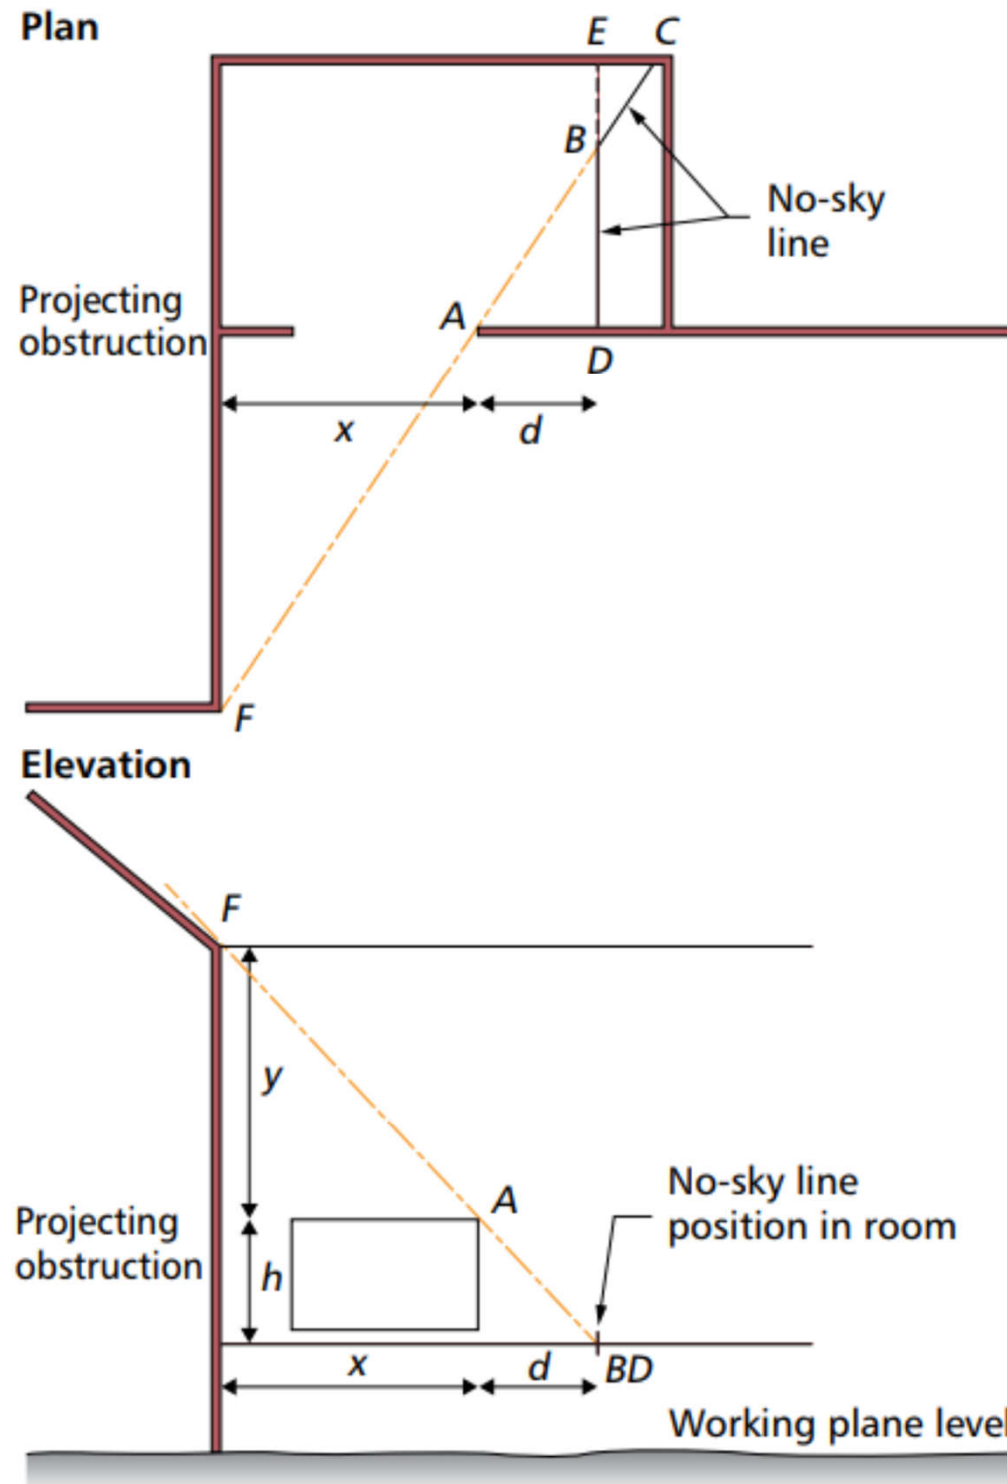 Plan
E C
B
No-sky
line
Projecting
obstruction
A
D
x
d
F
Elevation
F
y
A
No-sky line
position in room
Projecting
obstruction
h
x
d
BD
Working plane level